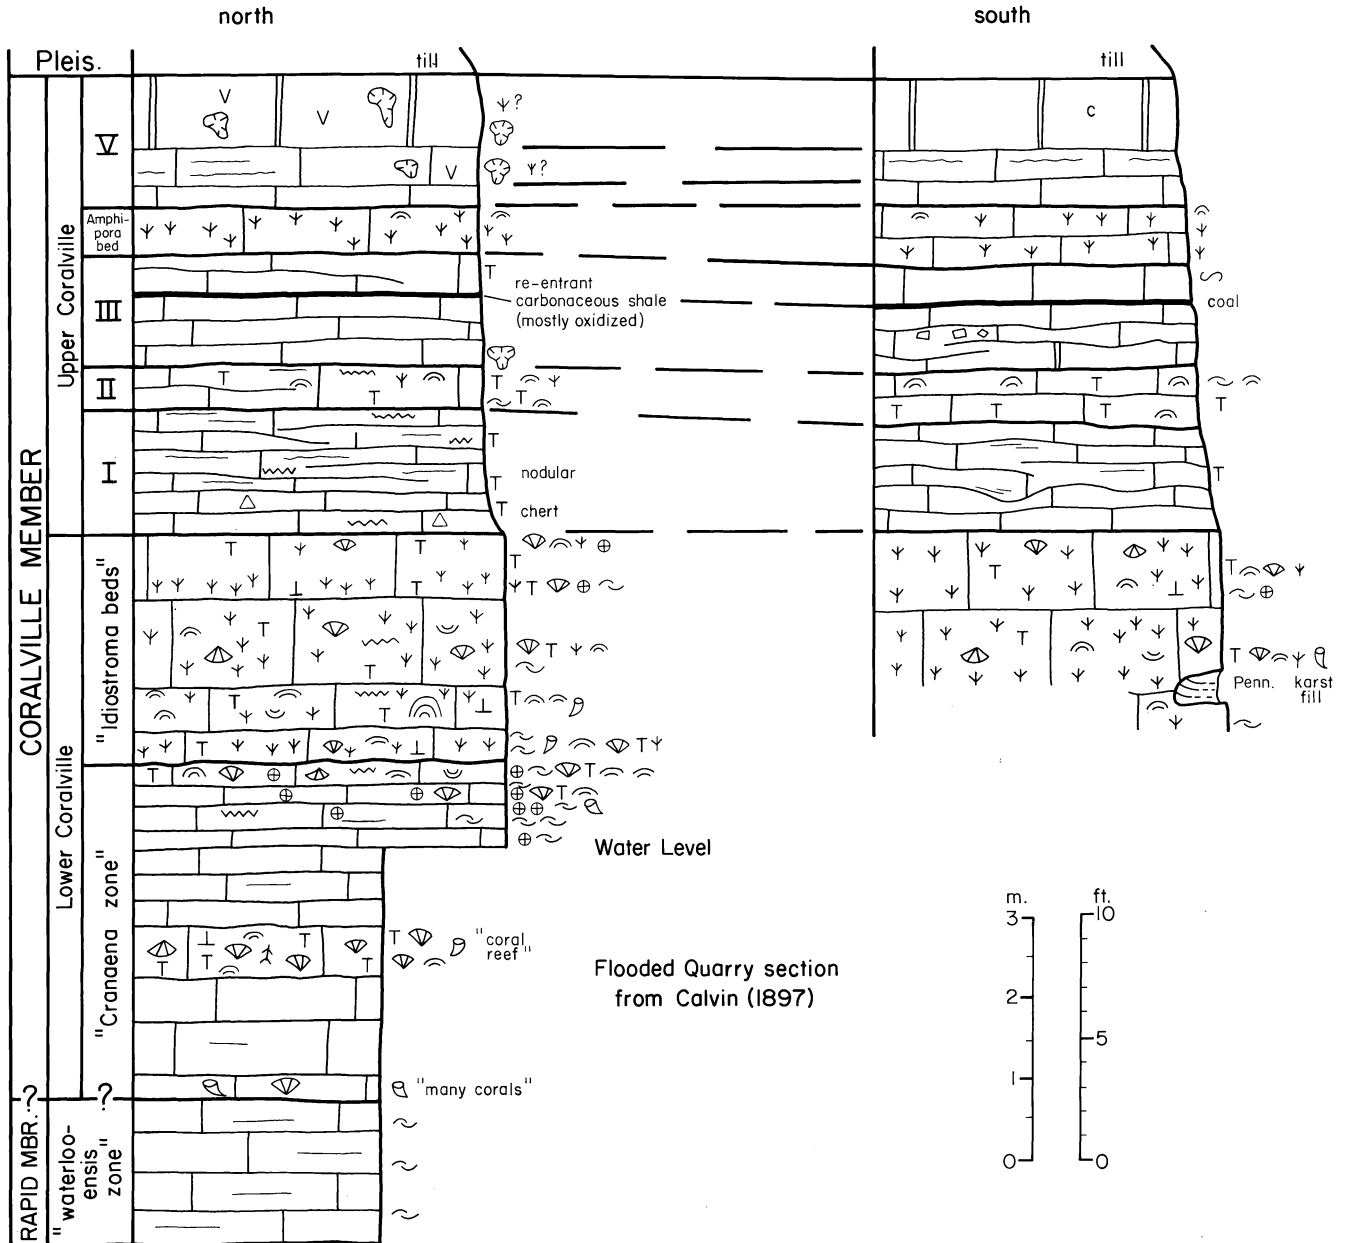 north
south
Pleis.
till
till
CORALVILLE MEMBER
Upper Coralville
V
V
V
V
c
?
?
Amphi-
pora
bed
III
re-entrant
carbonaceous shale
(mostly oxidized)
coal
II
I
nodular
chert
Lower Coralville
"Idiostroma beds"
Penn. karst
fill
"Cranaena zone"
Water Level
"coral
reef"
Flooded Quarry section
from Calvin (1897)
m.
ft.
3
10
2
5
1
0
0
"many corals"
?
?
RAPID MBR.
"waterloo-
ensis
zone"